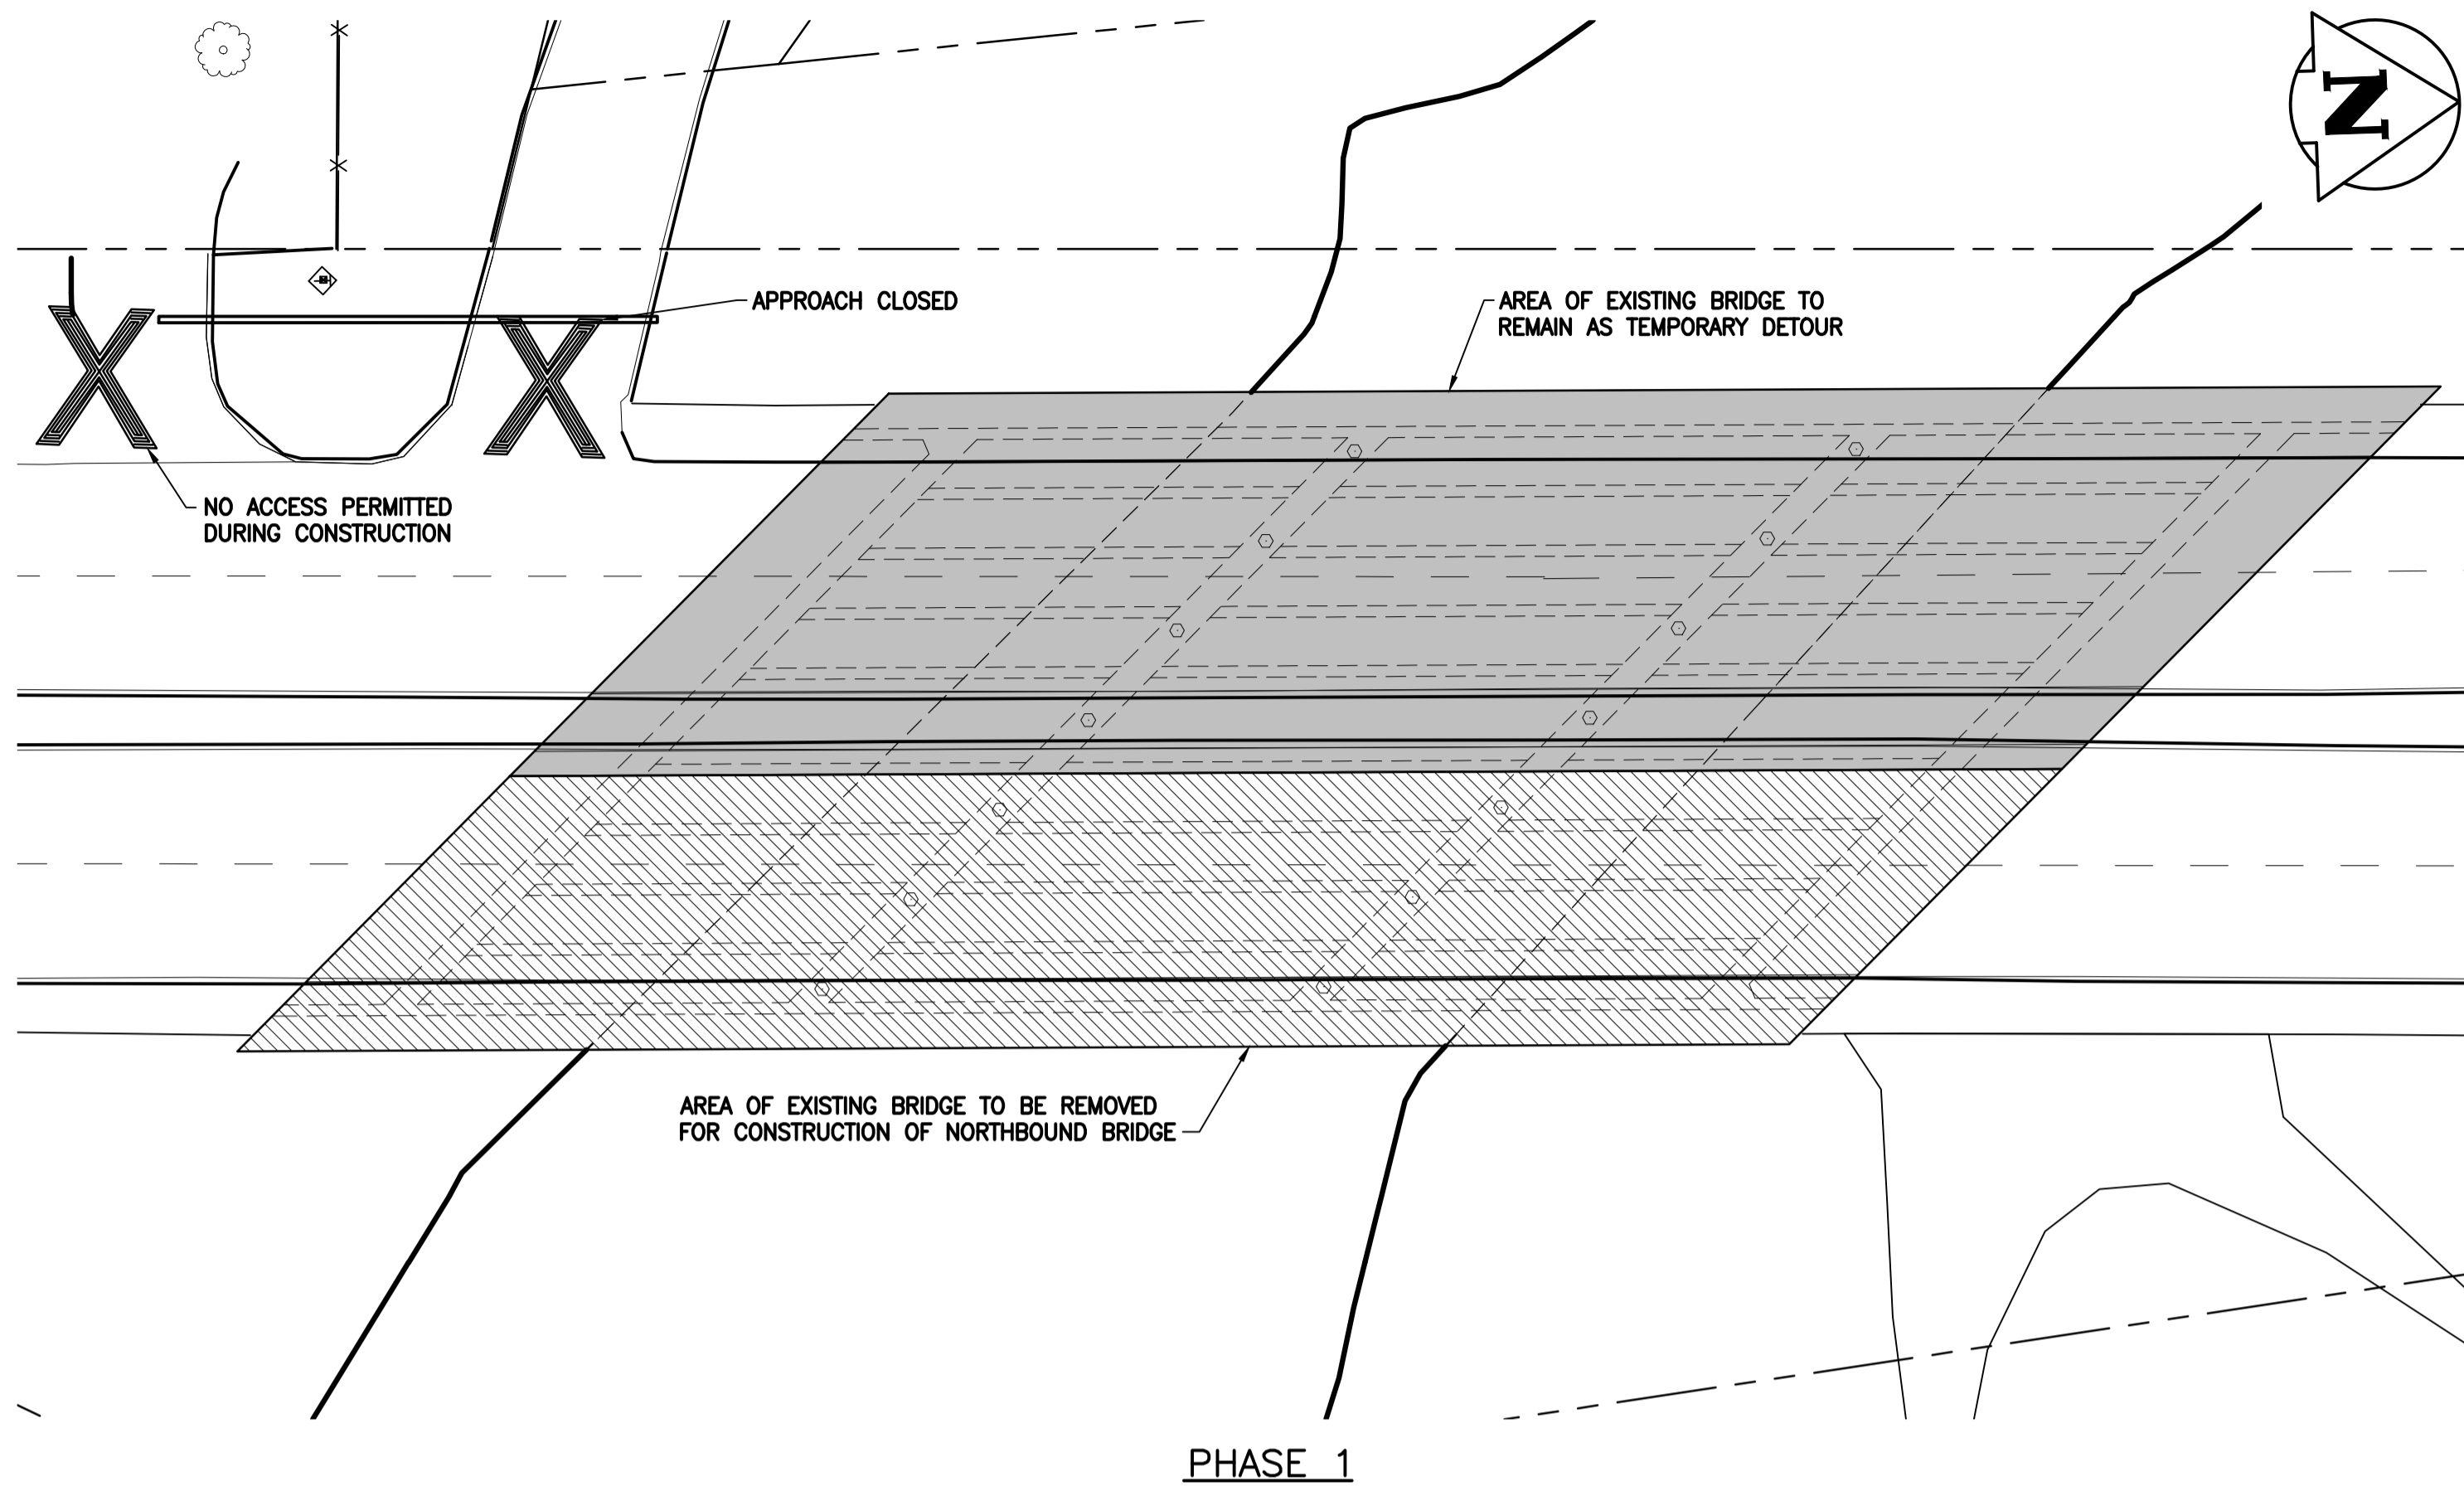 N
APPROACH CLOSED
AREA OF EXISTING BRIDGE TO
REMAIN AS TEMPORARY DETOUR
NO ACCESS PERMITTED
DURING CONSTRUCTION
AREA OF EXISTING BRIDGE TO BE REMOVED
FOR CONSTRUCTION OF NORTHBOUND BRIDGE
PHASE 1